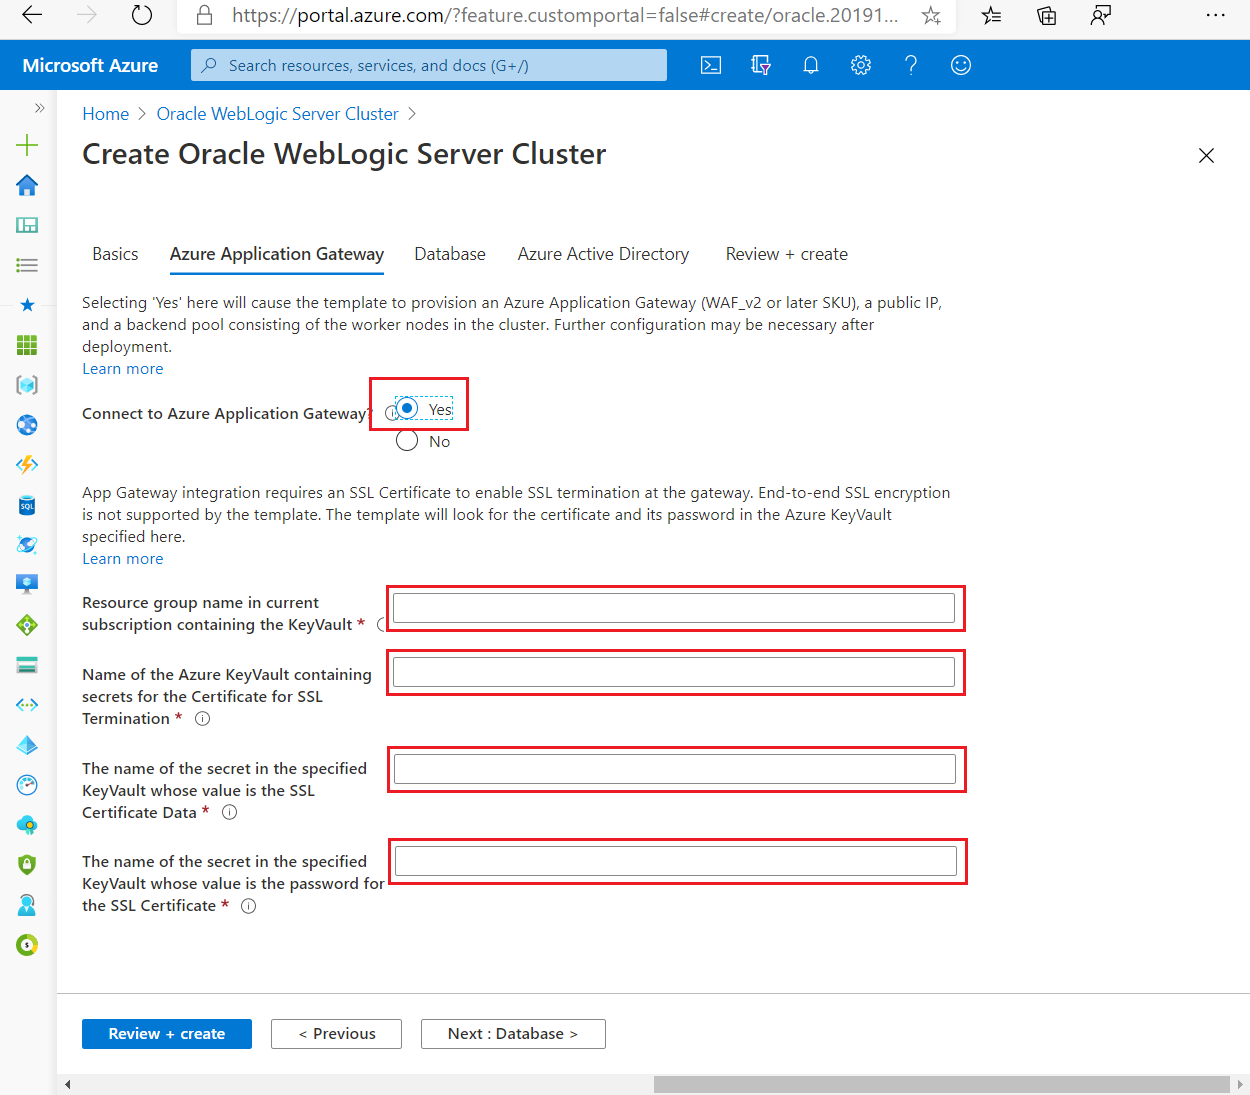 https://portal.azure.com/?feature.customportal=false#create/oracle.20191...
Microsoft Azure
Search resources, services, and docs (G+/)
Home > Oracle WebLogic Server Cluster >
Create Oracle WebLogic Server Cluster
Basics
Azure Application Gateway
Database
Azure Active Directory
Review + create
Selecting 'Yes' here will cause the template to provision an Azure Application Gateway (WAF_v2 or later SKU), a public IP,
and a backend pool consisting of the worker nodes in the cluster. Further configuration may be necessary after
deployment.
Learn more
Connect to Azure Application Gateway?
Yes
No
App Gateway integration requires an SSL Certificate to enable SSL termination at the gateway. End-to-end SSL encryption
is not supported by the template. The template will look for the certificate and its password in the Azure KeyVault
specified here.
Learn more
Resource group name in current
subscription containing the KeyVault *
Name of the Azure KeyVault containing
secrets for the Certificate for SSL
Termination *
The name of the secret in the specified
KeyVault whose value is the SSL
Certificate Data *
The name of the secret in the specified
KeyVault whose value is the password for
the SSL Certificate *
SQL
Review + create
< Previous
Next : Database >